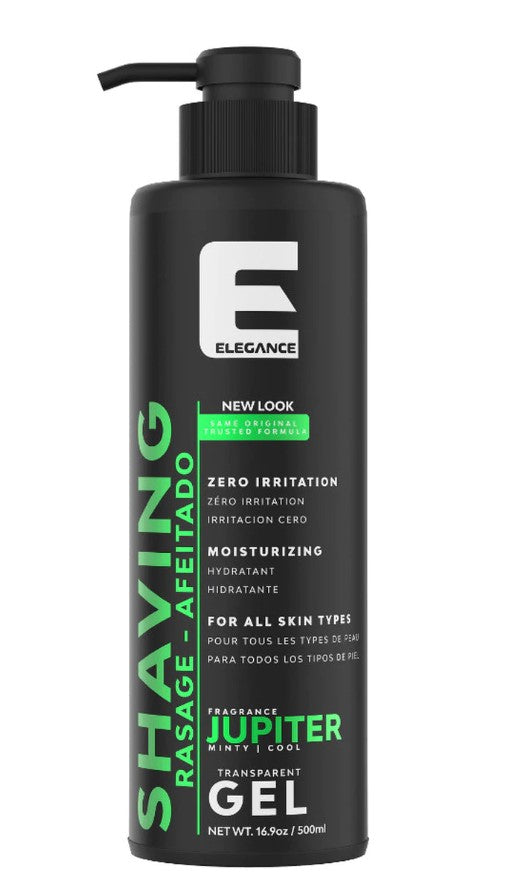 ELEGANCE
NEW LOOK
SAME ORIGINAL
TRUSTED FORMULA
SHAVING
RASAGE - AFEITADO
ZERO IRRITATION
ZÉRO IRRITATION
IRRITACION CERO
MOISTURIZING
HYDRATANT
HIDRATANTE
FOR ALL SKIN TYPES
POUR TOUS LES TYPES DE PEAU
PARA TODOS LOS TIPOS DE PIEL
FRAGRANCE
JUPITER
MINTY | COOL
TRANSPARENT
GEL
NET WT. 16.9oz / 500ml